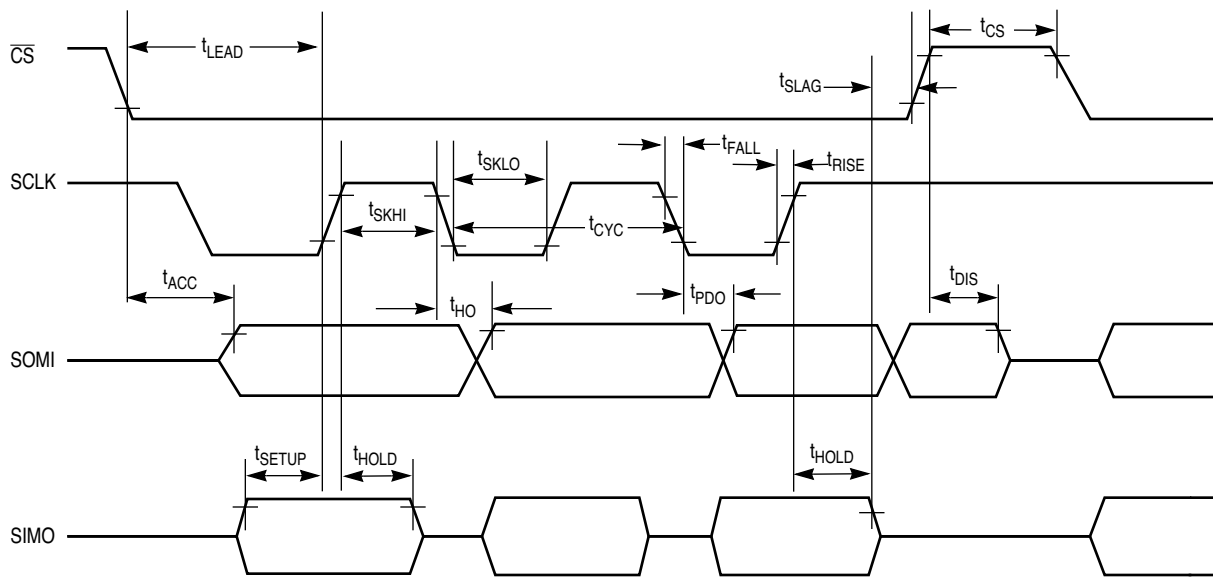 CS
tLEAD
tCS
tSLAG
tFALL
tRISE
SCLK
tSKLO
tSKHI
tCYC
tACC
tHO
tPDO
tDIS
SOMI
tSETUP
tHOLD
tHOLD
SIMO